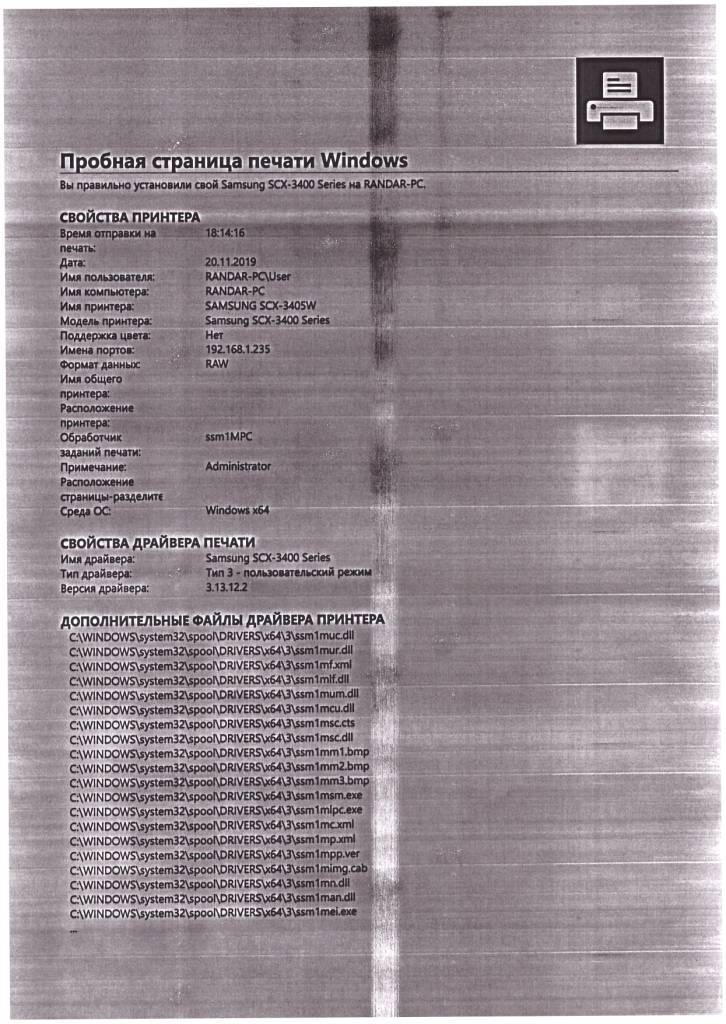 Пробная страница печати Windows
Вы правильно установили свой Samsung SCX-3400 Series на RANDAR-PC.
СВОЙСТВА ПРИНТЕРА
Время отправки на 18:14:16
печать:
Дата: 20.11.2019
Имя пользователя: RANDAR-PC\User
Имя компьютера: RANDAR-PC
Имя принтера: SAMSUNG SCX-3405W
Модель принтера: Samsung SCX-3400 Series
Поддержка цвета: Нет
Имена портов: 192.168.1.235
Формат данных: RAW
Имя общего
принтера:
Расположение
принтера:
Обработчик ssm1MPC
заданий печати:
Примечание: Administrator
Расположение
страницы-разделите
Среда ОС: Windows x64
СВОЙСТВА ДРАЙВЕРА ПЕЧАТИ
Имя драйвера: Samsung SCX-3400 Series
Тип драйвера: Тип 3 - пользовательский режим
Версия драйвера: 3.13.12.2
ДОПОЛНИТЕЛЬНЫЕ ФАЙЛЫ ДРАЙВЕРА ПРИНТЕРА
C:\WINDOWS\system32\spool\DRIVERS\x64\3\ssm1muc.dll
C:\WINDOWS\system32\spool\DRIVERS\x64\3\ssm1mur.dll
C:\WINDOWS\system32\spool\DRIVERS\x64\3\ssm1mf.xml
C:\WINDOWS\system32\spool\DRIVERS\x64\3\ssm1mlf.dll
C:\WINDOWS\system32\spool\DRIVERS\x64\3\ssm1mum.dll
C:\WINDOWS\system32\spool\DRIVERS\x64\3\ssm1mcu.dll
C:\WINDOWS\system32\spool\DRIVERS\x64\3\ssm1msc.cts
C:\WINDOWS\system32\spool\DRIVERS\x64\3\ssm1msc.dll
C:\WINDOWS\system32\spool\DRIVERS\x64\3\ssm1mm1.bmp
C:\WINDOWS\system32\spool\DRIVERS\x64\3\ssm1mm2.bmp
C:\WINDOWS\system32\spool\DRIVERS\x64\3\ssm1mm3.bmp
C:\WINDOWS\system32\spool\DRIVERS\x64\3\ssm1msm.exe
C:\WINDOWS\system32\spool\DRIVERS\x64\3\ssm1mlpc.exe
C:\WINDOWS\system32\spool\DRIVERS\x64\3\ssm1mc.xml
C:\WINDOWS\system32\spool\DRIVERS\x64\3\ssm1mp.xml
C:\WINDOWS\system32\spool\DRIVERS\x64\3\ssm1mpp.ver
C:\WINDOWS\system32\spool\DRIVERS\x64\3\ssm1mimg.cab
C:\WINDOWS\system32\spool\DRIVERS\x64\3\ssm1mn.dll
C:\WINDOWS\system32\spool\DRIVERS\x64\3\ssm1man.dll
C:\WINDOWS\system32\spool\DRIVERS\x64\3\ssm1mei.exe
...